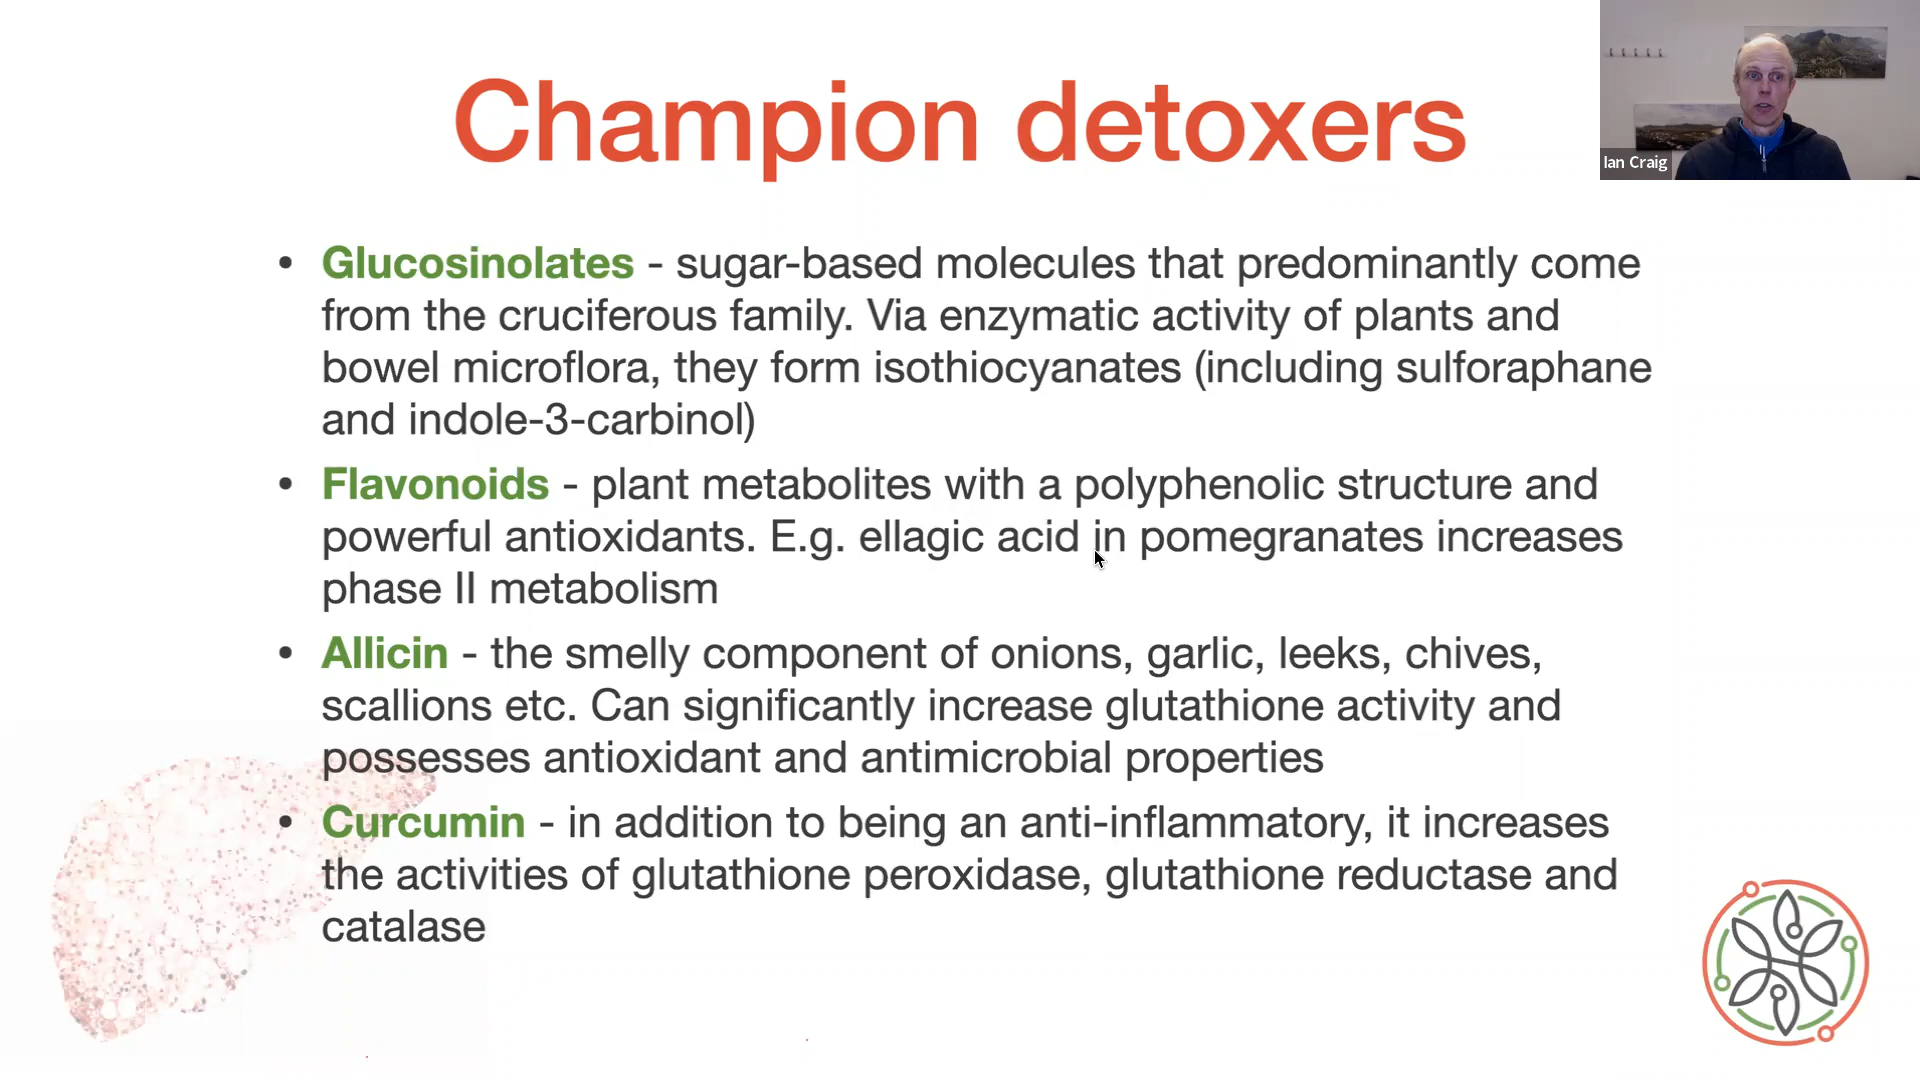 Champion detoxers
Ian Craig
• Glucosinolates - sugar-based molecules that predominantly come
from the cruciferous family. Via enzymatic activity of plants and
bowel microflora, they form isothiocyanates (including sulforaphane
and indole-3-carbinol)
• Flavonoids - plant metabolites with a polyphenolic structure and
powerful antioxidants. E.g. ellagic acid in pomegranates increases
phase II metabolism
• Allicin - the smelly component of onions, garlic, leeks, chives,
scallions etc. Can significantly increase glutathione activity and
possesses antioxidant and antimicrobial properties
• Curcumin - in addition to being an anti-inflammatory, it increases
the activities of glutathione peroxidase, glutathione reductase and
catalase